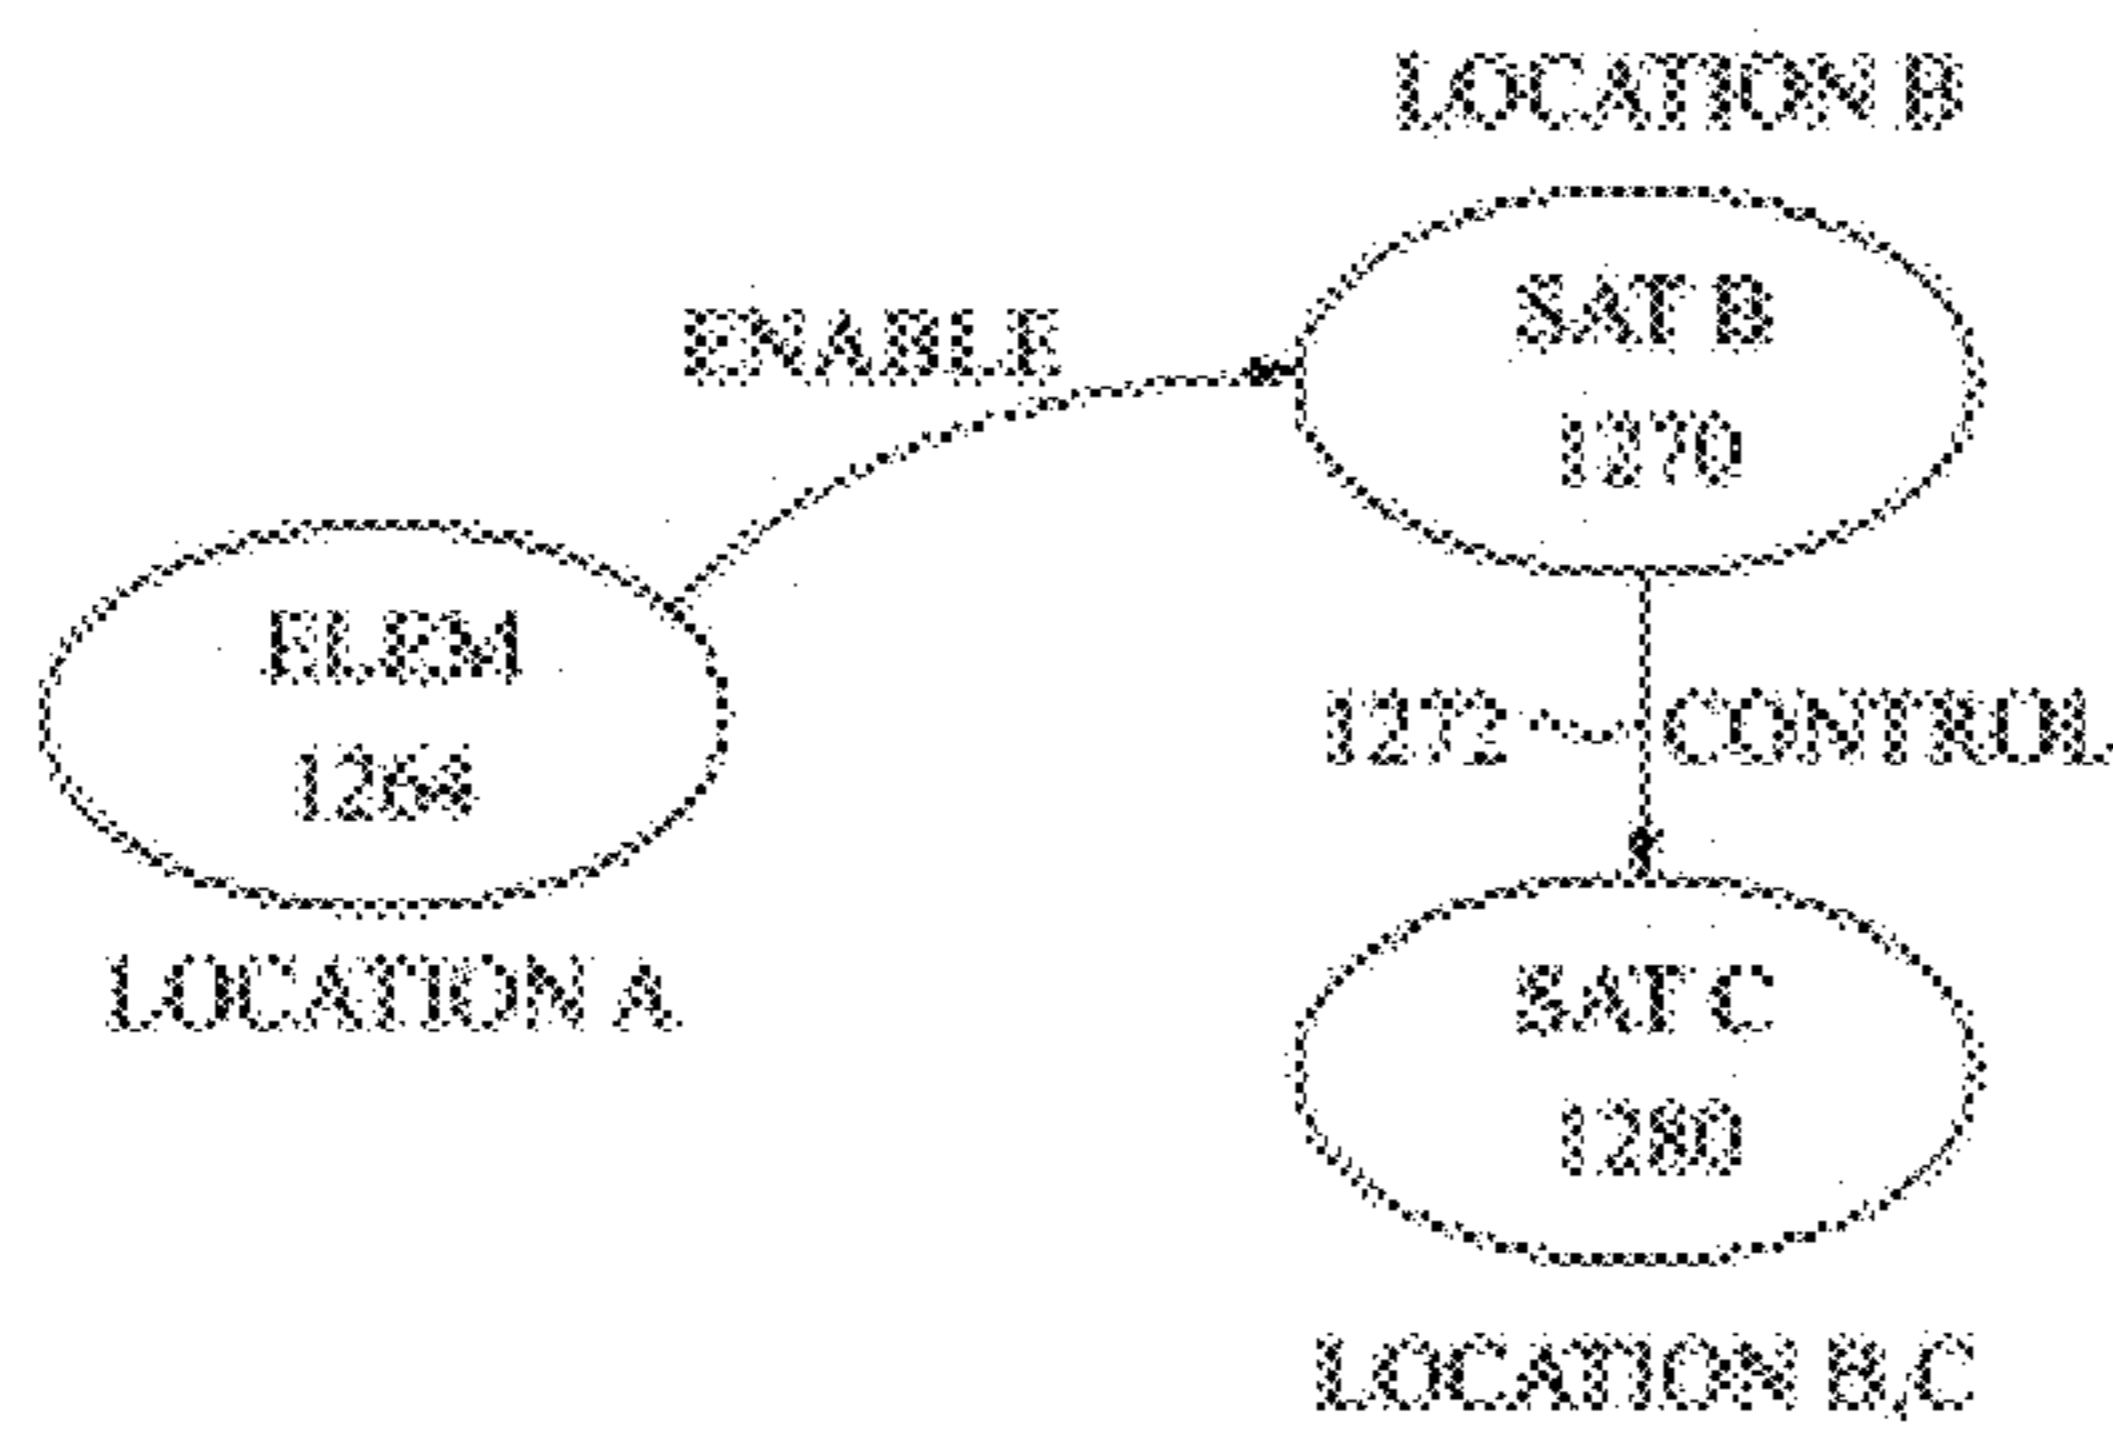 LOCATION B
SAT B
1270
ENABLE
ELEM
1264
LOCATION A
1272
CONTROL
SAT C
1280
LOCATION B,C